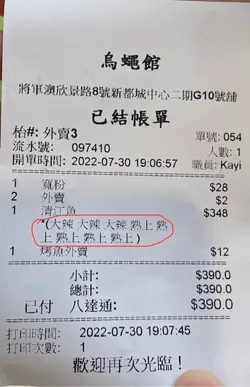 烏蠅館
將軍澳欣景路8號新都城中心二期G10號舖
已結帳單
枱#: 外賣3 單號: 054
流水號: 097410 人數: 1
開單時間: 2022-07-30 19:06:57 職員: Kayi
1 寬粉 $28
2 外賣 $2
1 清江魚 $348
*(大辣 大辣 大辣 熟上 熟
上 熟上 熟上 熟上)
1 烤魚外賣 $12
小計: $390.0
總計: $390.0
已付 八達通: $390.0
打印時間: 2022-07-30 19:07:45
打印次數: 1
歡迎再次光臨!